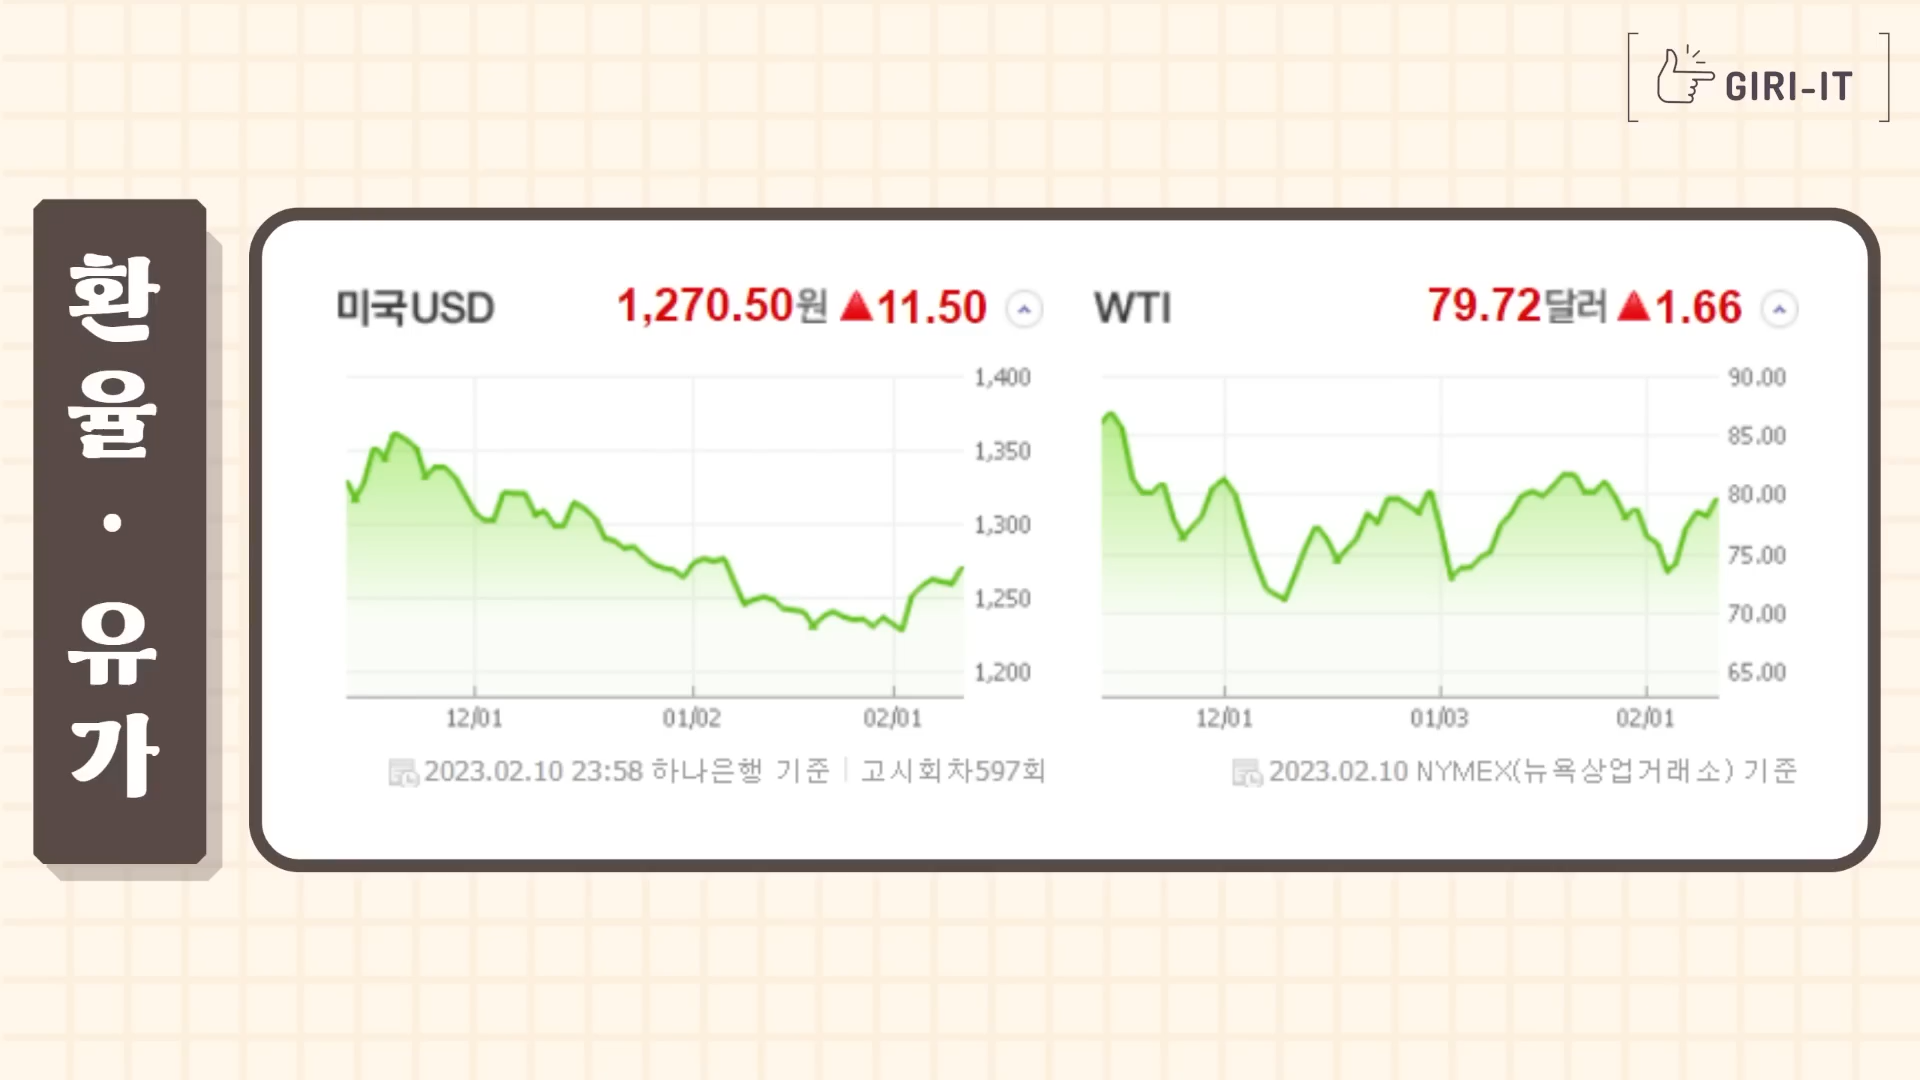 GIRI-IT
환율·유가
미국USD 1,270.50원 ▲11.50
1,400
1,350
1,300
1,250
1,200
12/01 01/02 02/01
2023.02.10 23:58 하나은행 기준 | 고시회차597회
WTI 79.72달러 ▲1.66
90.00
85.00
80.00
75.00
70.00
65.00
12/01 01/03 02/01
2023.02.10 NYMEX(뉴욕상업거래소) 기준